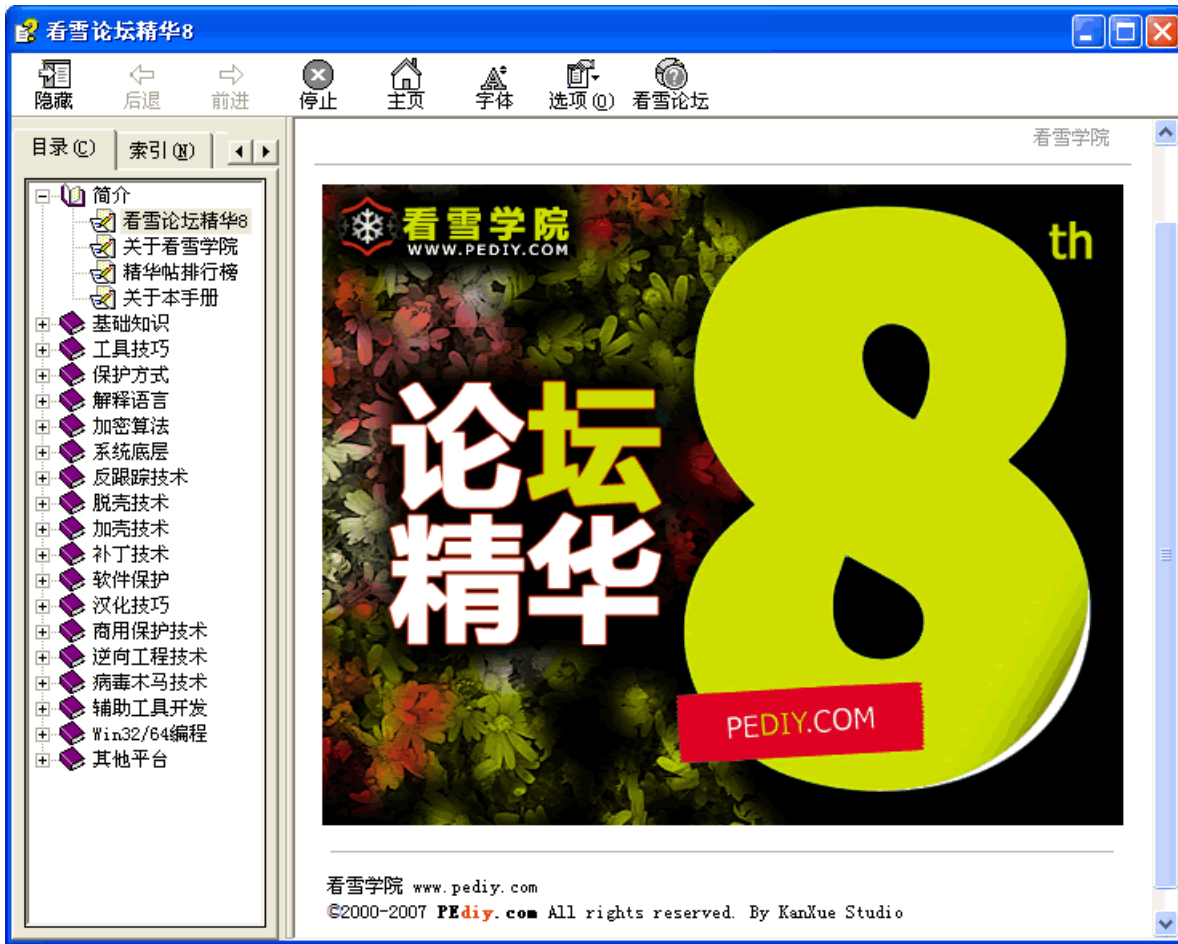 看雪论坛精华8
隐藏 后退 前进 停止 主页 字体 选项(O) 看雪论坛
目录(C) 索引(N)
简介
看雪论坛精华8
关于看雪学院
精华帖排行榜
关于本手册
基础知识
工具技巧
保护方式
解释语言
加密算法
系统底层
反跟踪技术
脱壳技术
加壳技术
补丁技术
软件保护
汉化技巧
商用保护技术
逆向工程技术
病毒木马技术
辅助工具开发
Win32/64编程
其他平台
看雪学院
看雪学院
WWW.PEDIY.COM
8 th
论坛
精华
PEDIY.COM
看雪学院 www.pediy.com
©2000-2007 PEdiy.com All rights reserved. By KanXue Studio